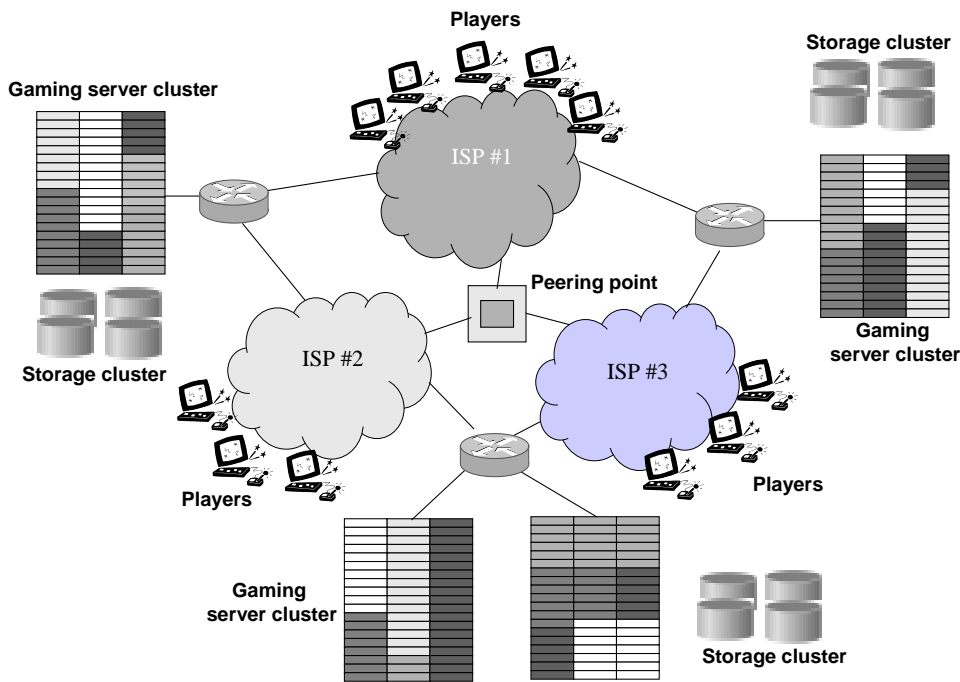 Players
Storage cluster
Gaming server cluster
ISP #1
Peering point
Gaming
server cluster
ISP #2
ISP #3
Storage cluster
Players
Players
Gaming
server cluster
Storage cluster